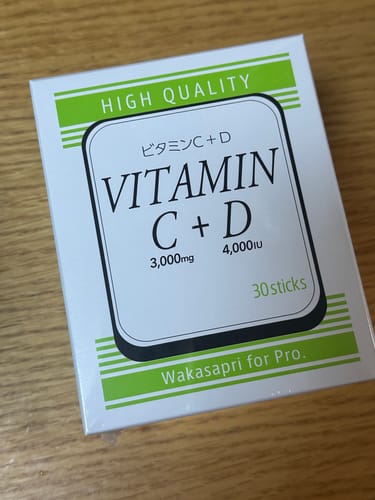 HIGH QUALITY
ビタミンC+D
VITAMIN
C + D
3,000mg 4,000IU
30sticks
Wakasapri for Pro.